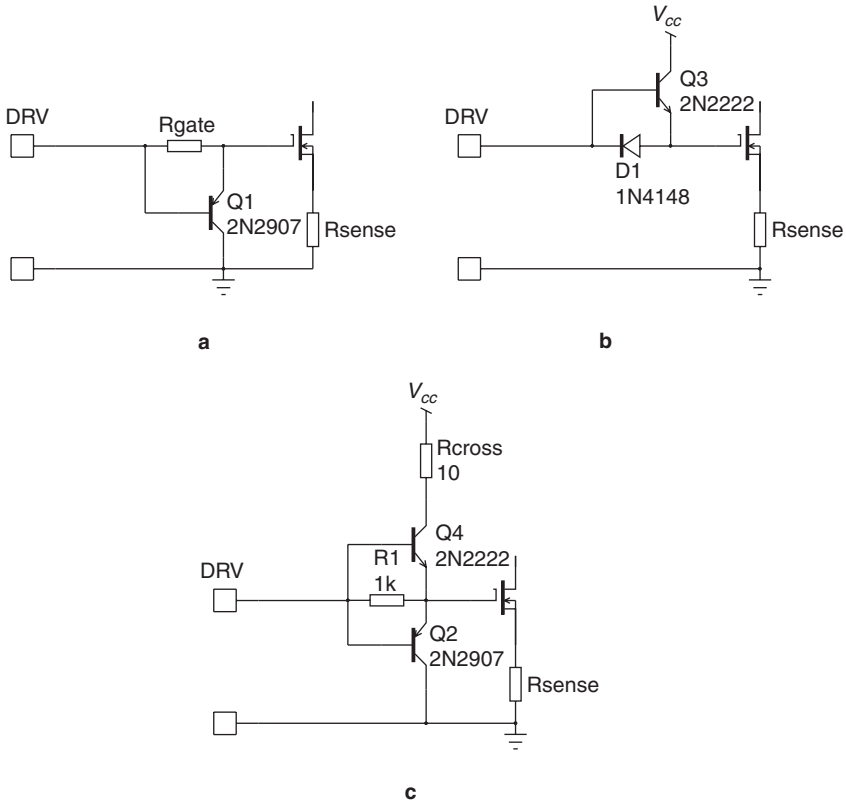 DRV
Rgate
Q1
2N2907
Rsense
a
Vcc
Q3
2N2222
DRV
D1
1N4148
Rsense
b
Vcc
Rcross
10
Q4
2N2222
R1
1k
DRV
Q2
2N2907
Rsense
c